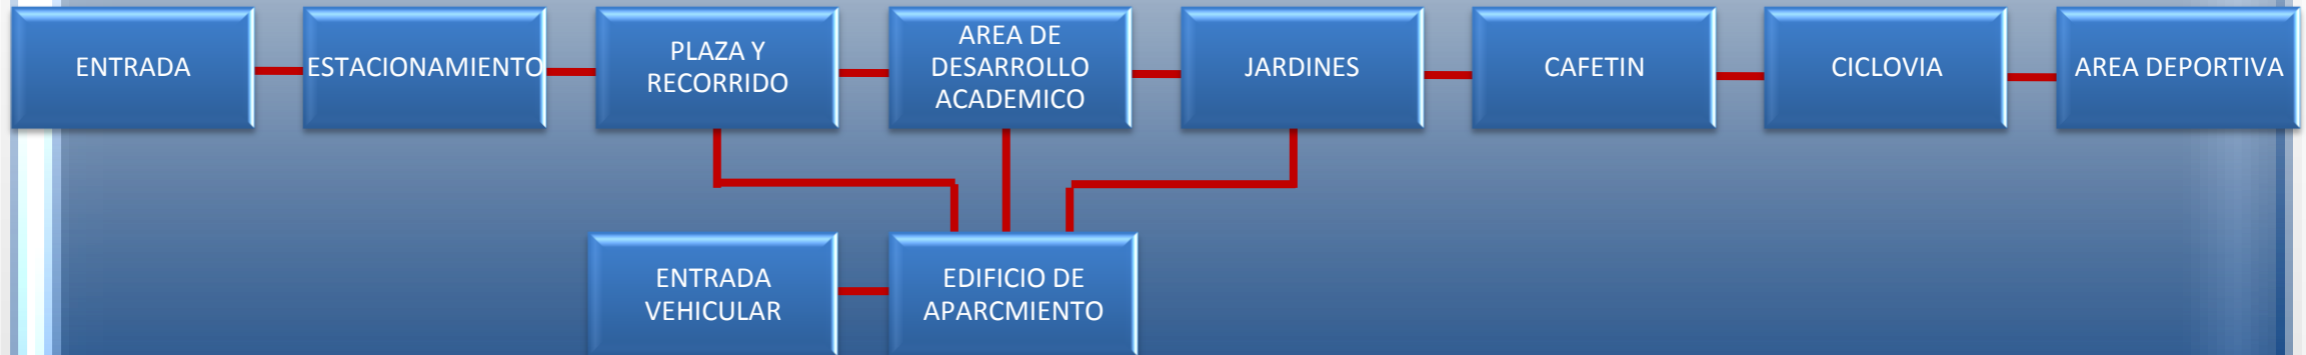 ENTRADA
ESTACIONAMIENTO
PLAZA Y
RECORRIDO
AREA DE
DESARROLLO
ACADEMICO
JARDINES
CAFETIN
CICLOVIA
AREA DEPORTIVA
ENTRADA
VEHICULAR
EDIFICIO DE
APARCMIENTO